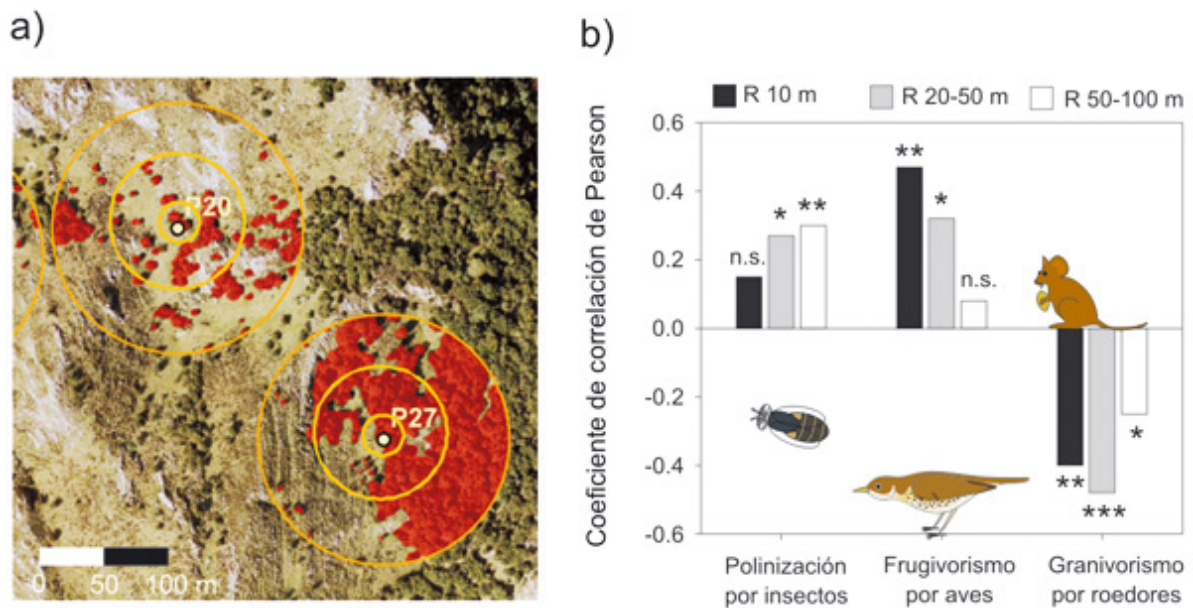 a)
P20
P27
0 50 100 m
b)
R 10 m R 20-50 m R 50-100 m
Coeficiente de correlación de Pearson
0.6
0.4
0.2
0.0
-0.2
-0.4
-0.6
n.s. * **
** * n.s.
** *** *
Polinización por insectos
Frugivorismo por aves
Granivorismo por roedores